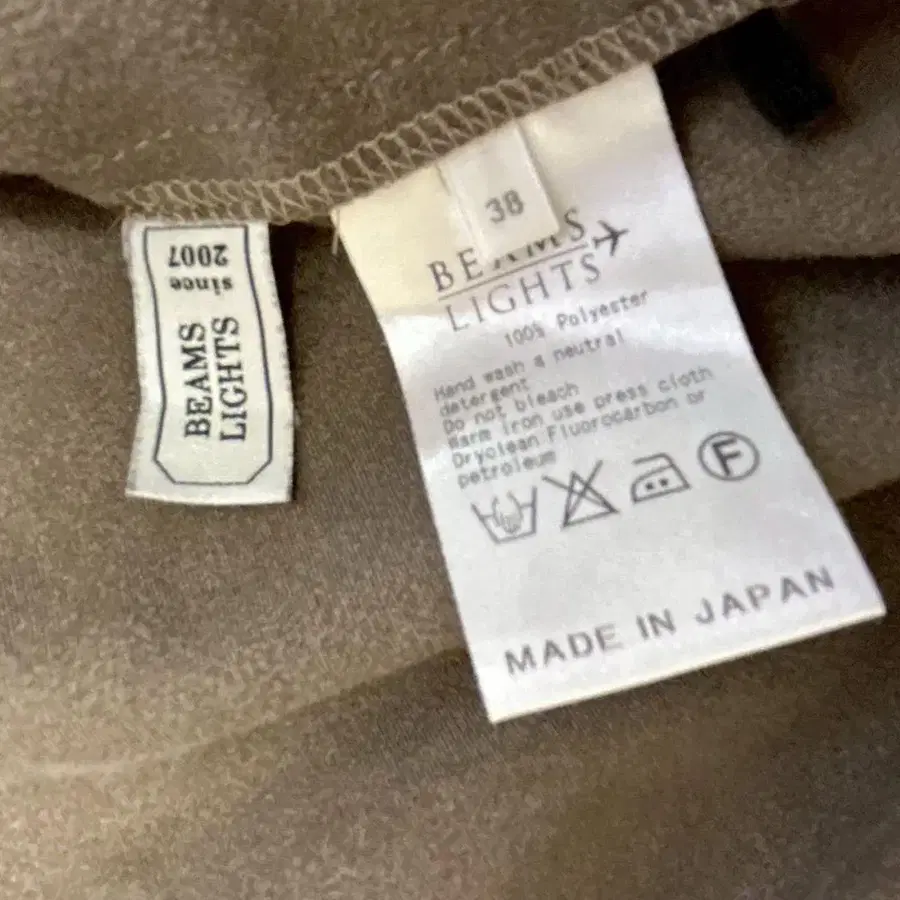 since
2007
BEAMS
LIGHTS
38
BEAMS
LIGHTS
100% Polyester
Hand wash a neutral
detergent
Do not bleach
Warm iron use press cloth
Dryclean Fluorocarbon or
petroleum
F
MADE IN JAPAN